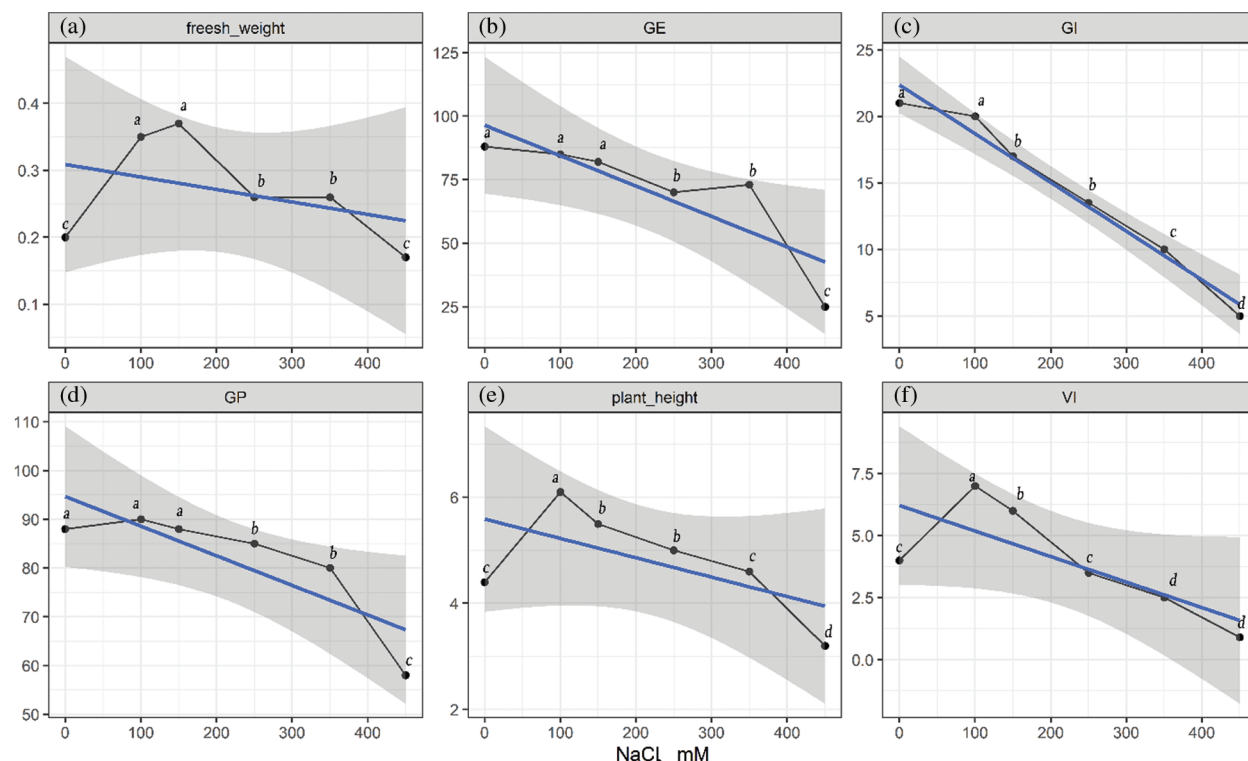 (a) freesh_weight
0.4
0.3
0.2
0.1
c a a b b c
0 100 200 300 400
(b) GE
125
100
75
50
25
a a a b b c
0 100 200 300 400
(c) GI
25
20
15
10
5
a a b b c d
0 100 200 300 400
(d) GP
110
100
90
80
70
60
50
a a a b b c
0 100 200 300 400
(e) plant_height
6
4
2
c a b b c d
0 100 200 300 400
(f) VI
7.5
5.0
2.5
0.0
c a b c d d
0 100 200 300 400
NaCl_ mM